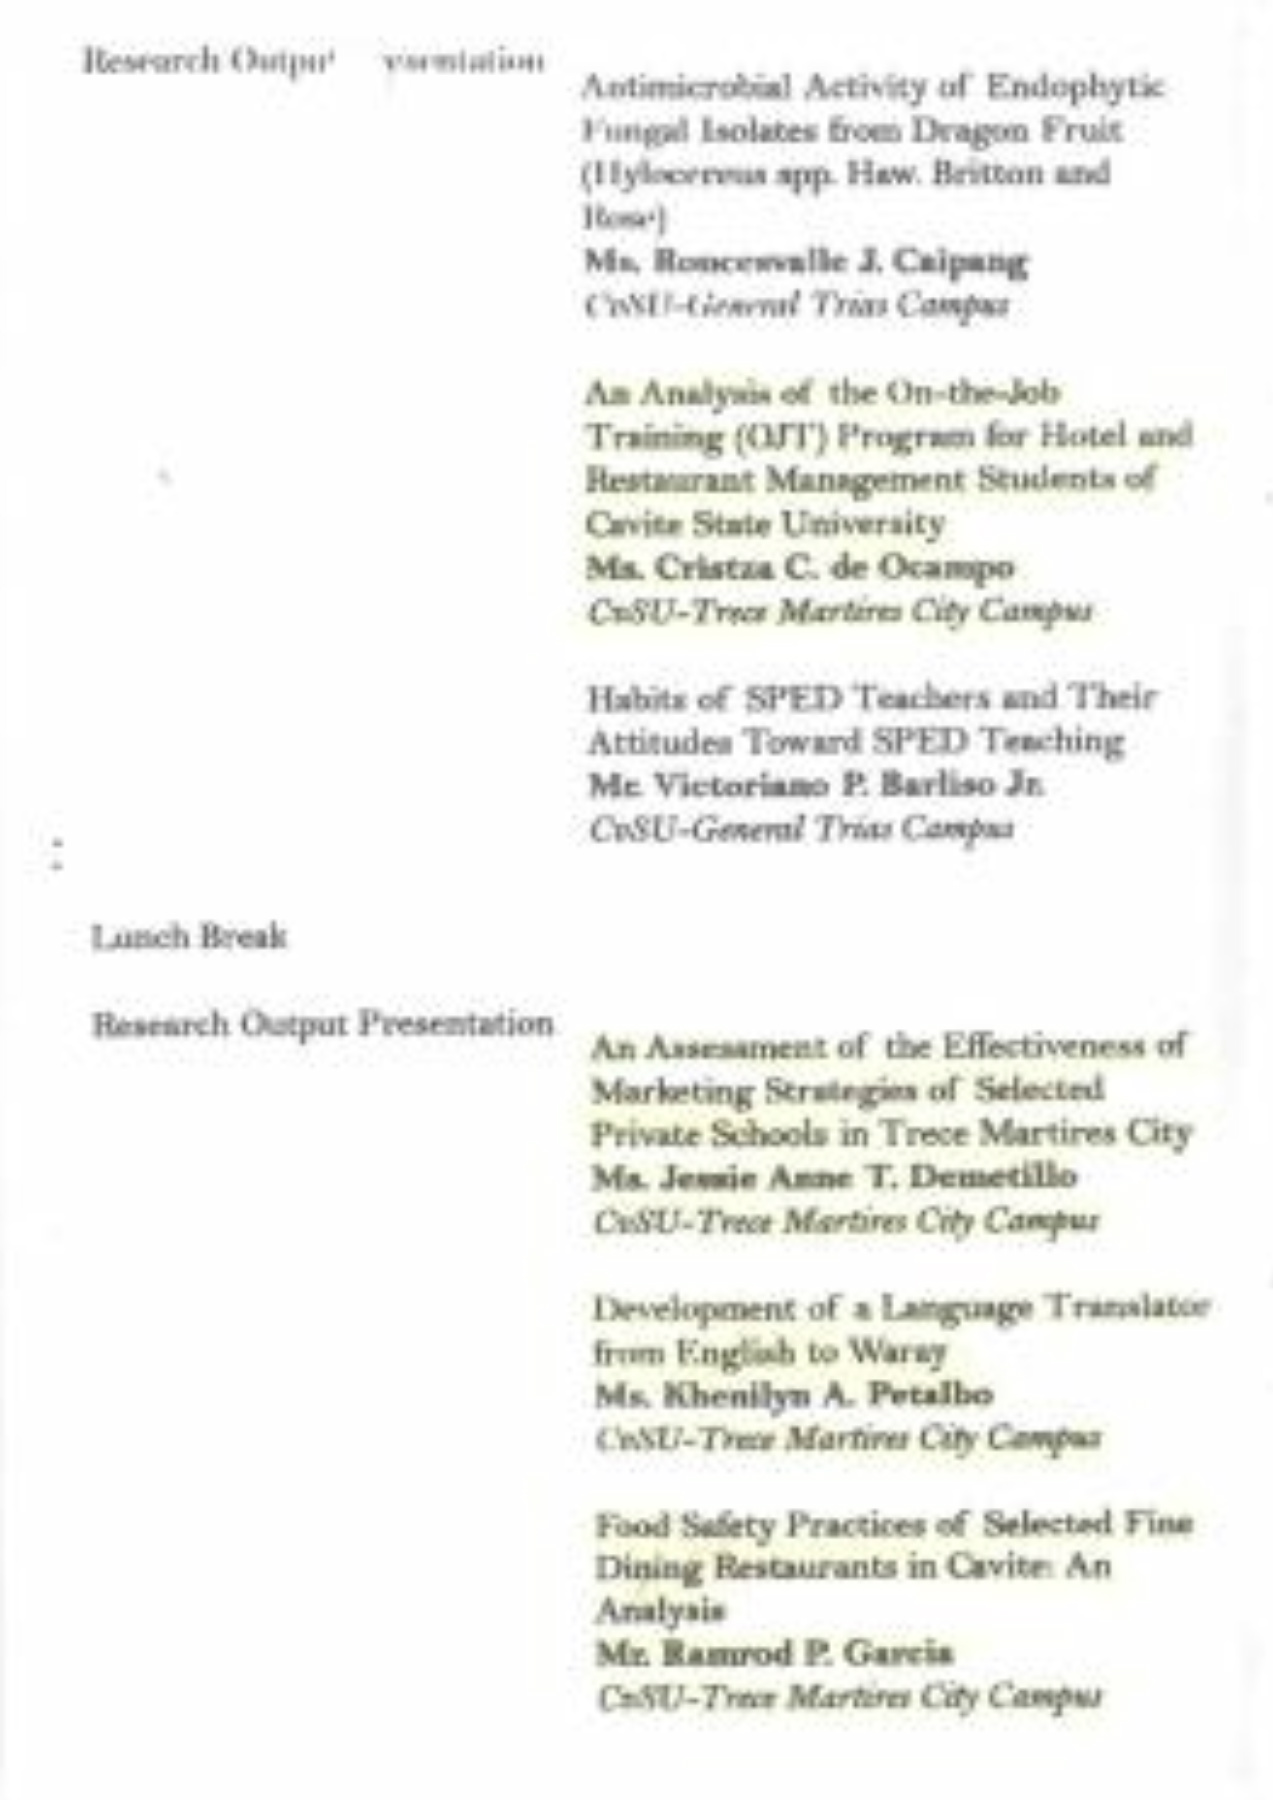 Research Output Presentation
Antimicrobial Activity of Endophytic
Fungal Isolates from Dragon Fruit
(Hylocereus spp. Haw. Britton and
Rose)
Ms. Roncesvalle J. Caipang
CvSU-General Trias Campus
An Analysis of the On-the-Job
Training (OJT) Program for Hotel and
Restaurant Management Students of
Cavite State University
Ms. Cristza C. de Ocampo
CvSU-Trece Martires City Campus
Habits of SPED Teachers and Their
Attitudes Toward SPED Teaching
Mr. Victoriano P. Barliso Jr.
CvSU-General Trias Campus
Lunch Break
Research Output Presentation
An Assessment of the Effectiveness of
Marketing Strategies of Selected
Private Schools in Trece Martires City
Ms. Jessie Anne T. Demetillo
CvSU-Trece Martires City Campus
Development of a Language Translator
from English to Waray
Ms. Khenilyn A. Petalbo
CvSU-Trece Martires City Campus
Food Safety Practices of Selected Fine
Dining Restaurants in Cavite: An
Analysis
Mr. Ramrod P. Garcia
CvSU-Trece Martires City Campus